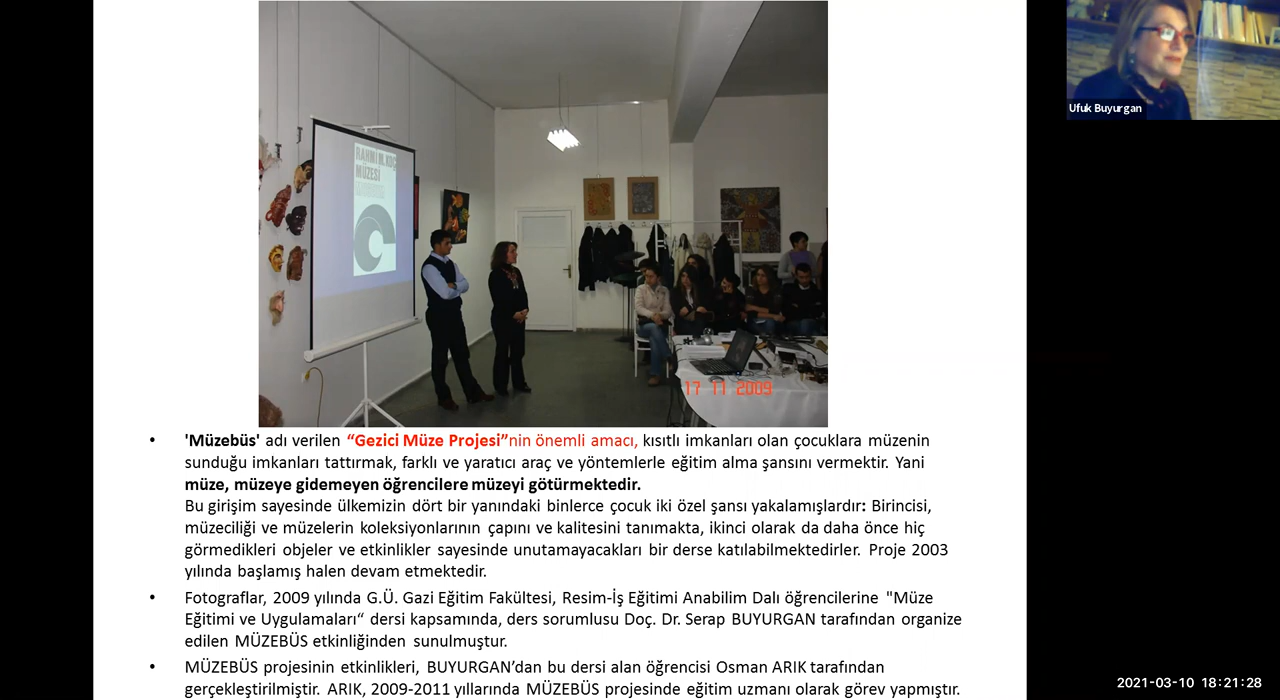 Ufuk Buyurgan
RAHMİ M.KOÇ
MÜZESİ
17 11 2009
• 'Müzebüs' adı verilen “Gezici Müze Projesi”nin önemli amacı, kısıtlı imkanları olan çocuklara müzenin
sunduğu imkanları tattırmak, farklı ve yaratıcı araç ve yöntemlerle eğitim alma şansını vermektir. Yani
müze, müzeye gidemeyen öğrencilere müzeyi götürmektedir.
Bu girişim sayesinde ülkemizin dört bir yanındaki binlerce çocuk iki özel şansı yakalamışlardır: Birincisi,
müzeciliği ve müzelerin koleksiyonlarının çapını ve kalitesini tanımakta, ikinci olarak da daha önce hiç
görmedikleri objeler ve etkinlikler sayesinde unutamayacakları bir derse katılabilmektedirler. Proje 2003
yılında başlamış halen devam etmektedir.
• Fotograflar, 2009 yılında G.Ü. Gazi Eğitim Fakültesi, Resim-İş Eğitimi Anabilim Dalı öğrencilerine "Müze
Eğitimi ve Uygulamaları“ dersi kapsamında, ders sorumlusu Doç. Dr. Serap BUYURGAN tarafından organize
edilen MÜZEBÜS etkinliğinden sunulmuştur.
• MÜZEBÜS projesinin etkinlikleri, BUYURGAN’dan bu dersi alan öğrencisi Osman ARIK tarafından
gerçekleştirilmiştir. ARIK, 2009-2011 yıllarında MÜZEBÜS projesinde eğitim uzmanı olarak görev yapmıştır.
2021-03-10 18:21:28